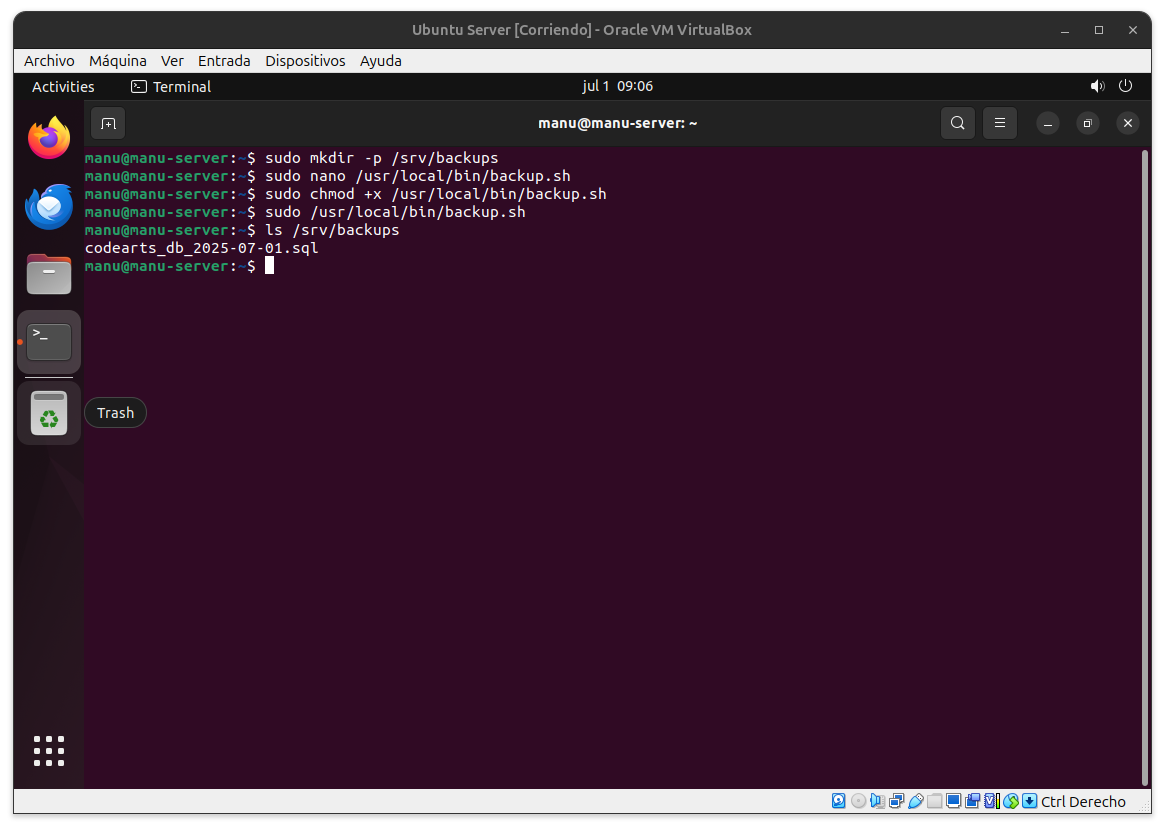 Ubuntu Server [Corriendo] - Oracle VM VirtualBox
Archivo Máquina Ver Entrada Dispositivos Ayuda
Activities Terminal jul 1 09:06
manu@manu-server: ~
manu@manu-server:~$ sudo mkdir -p /srv/backups
manu@manu-server:~$ sudo nano /usr/local/bin/backup.sh
manu@manu-server:~$ sudo chmod +x /usr/local/bin/backup.sh
manu@manu-server:~$ sudo /usr/local/bin/backup.sh
manu@manu-server:~$ ls /srv/backups
codearts_db_2025-07-01.sql
manu@manu-server:~$
Trash
Ctrl Derecho